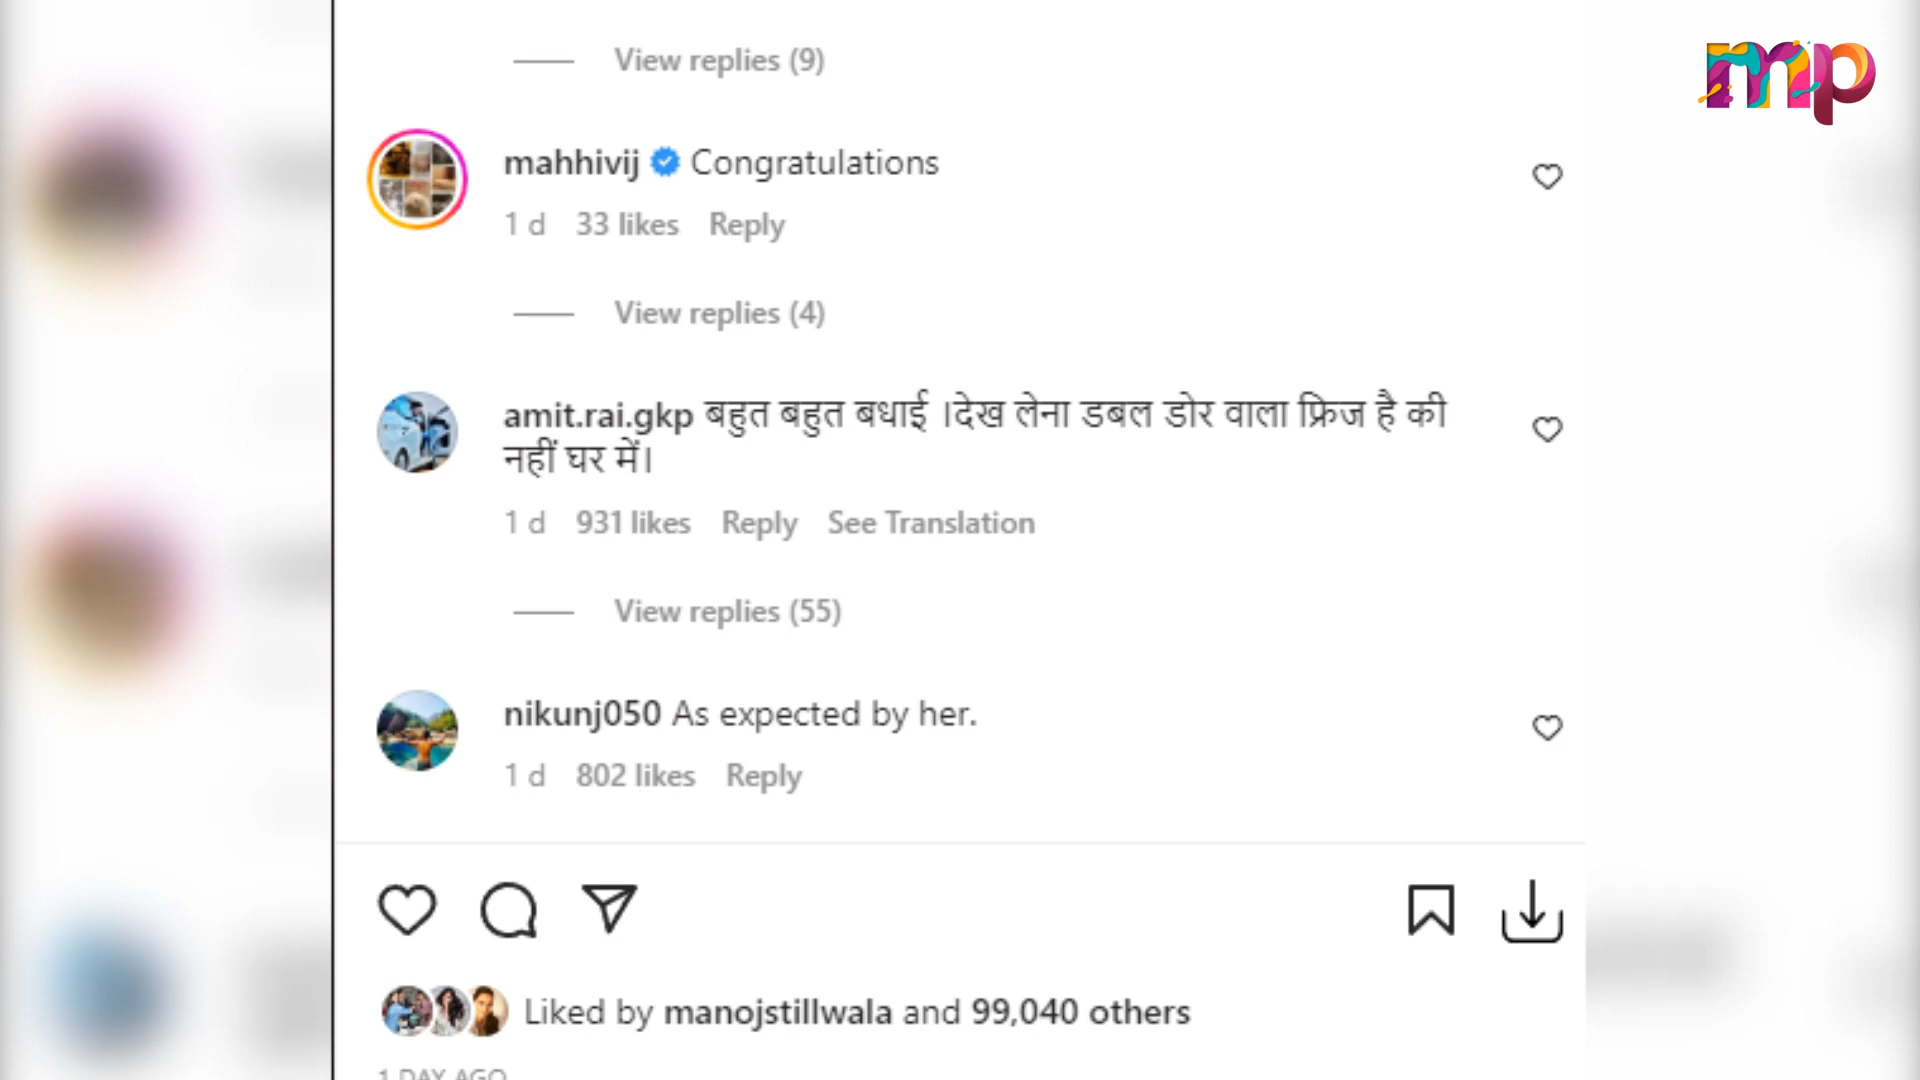 View replies (9)
mp
mahhivij Congratulations
1 d 33 likes Reply
View replies (4)
amit.rai.gkp बहुत बहुत बधाई ।देख लेना डबल डोर वाला फ्रिज है की
नहीं घर में।
1 d 931 likes Reply See Translation
View replies (55)
nikunj050 As expected by her.
1 d 802 likes Reply
Liked by manojstillwala and 99,040 others
1 DAY AGO